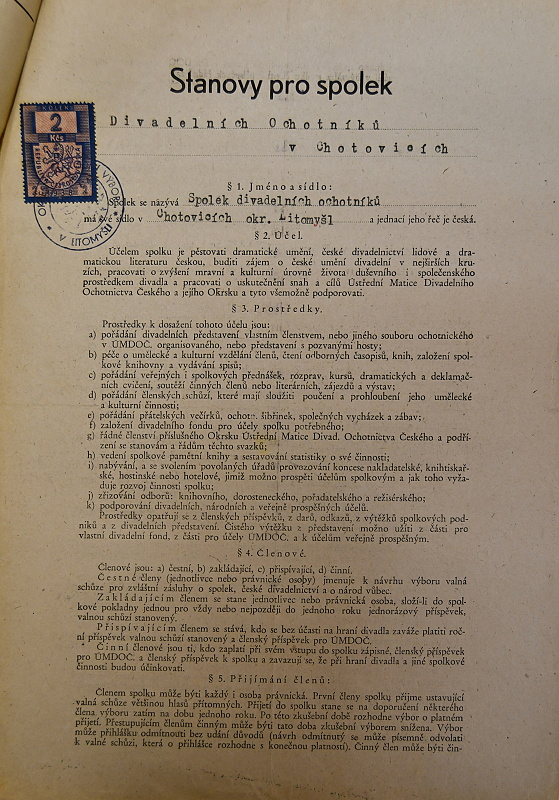 Stanovy pro spolek
Divadelních Ochotníků
v Chotovicích
KOLEK
2
Kčs
V LITOMYŠLI
§ 1. Jméno a sídlo:
Spolek se nazývá Spolek divadelních ochotníků
má své sídlo v Chotovicích okr. Litomyšl a jednací jeho řeč je česká.
§ 2. Účel.
Účelem spolku je pěstovati dramatické umění, české divadelnictví lidové a dra-
matickou literaturu českou, buditi zájem o české umění divadelní v nejširších kru-
zích, pracovati o zvýšení mravní a kulturní úrovně života duševního i společenského
prostředkem divadla a pracovati o uskutečnění snah a cílů Ústřední Matice Divadelního
Ochotnictva Českého a jejího Okrsku a tyto všemožně podporovati.
§ 3. Prostředky.
Prostředky k dosažení tohoto účelu jsou:
a) pořádání divadelních představení vlastním členstvem, nebo jiného souboru ochotnického
v ÚMDOČ. organisovaného, nebo představení s pozvanými hosty;
b) péče o umělecké a kulturní vzdělání členů, čtení odborných časopisů, knih, založení spol-
kové knihovny a vydávání spisů;
c) pořádání veřejných i spolkových přednášek, rozprav, kursů, dramatických a deklamač-
ních cvičení, soutěží činných členů nebo literárních, zájezdů a výstav;
d) pořádání členských schůzí, které mají sloužiti poučení a prohloubení jeho umělecké
a kulturní činnosti;
e) pořádání přátelských večírků, ochotn. šibřinek, společných vycházek a zábav;
f) založení divadelního fondu pro účely spolku potřebného;
g) řádné členství příslušného Okrsku Ústřední Matice Divad. Ochotnictva Českého a podří-
zení se stanovám a řádům těchto svazků;
h) vedení spolkové pamětní knihy a sestavování statistiky o své činnosti;
i) nabývání, a se svolením povolaných úřadů provozování koncese nakladatelské, knihtiskař-
ské, hostinské nebo hotelové, jimiž možno prospěti účelům spolkovým a jak toho vyža-
duje rozvoj činnosti spolku;
j) zřizování odborů: knihovního, dorosteneckého, pořadatelského a režisérského;
k) podporování divadelních, národních a veřejně prospěšných účelů.
Prostředky opatřují se z členských příspěvků, z darů, odkazů, z výtěžků spolkových pod-
niků a z divadelních představení. Čistého výtěžku z představení možno užíti z části pro
vlastní divadelní fond, z části pro účely ÚMDOČ. a k účelům veřejně prospěšným.
§ 4. Členové.
Členové jsou: a) čestní, b) zakládající, c) přispívající, d) činní.
Čestné členy (jednotlivce nebo právnické osoby) jmenuje k návrhu výboru valná
schůze pro zvláštní zásluhy o spolek, české divadelnictví a o národ vůbec.
Zakládajícím členem se stane jednotlivec nebo právnická osoba, složí-li do spol-
kové pokladny jednou pro vždy nebo nejpozději do jednoho roku jednorázový příspěvek,
valnou schůzí stanovený.
Přispívajícím členem se stává, kdo se bez účasti na hraní divadla zaváže platiti roč-
ní příspěvek valnou schůzí stanovený a členský příspěvek pro ÚMDOČ.
Činní členové jsou ti, kdo zaplatí při svém vstupu do spolku zápisné, členský příspěvek
pro ÚMDOČ. a členský příspěvek k spolku a zavazují se, že při hraní divadla a jiné spolkové
činnosti budou účinkovati.
§ 5. Přijímání členů:
Členem spolku může býti každý i osoba právnická. První členy spolku přijme ustavující
valná schůze většinou hlasů přítomných. Přijetí do spolku stane se na doporučení některého
člena výboru zatím na dobu jednoho roku. Po této zkušební době rozhodne výbor o platném
přijetí. Přestupujícím členům činným může býti tato doba zkušební výborem snížena. Výbor
může přihlášku odmítnouti bez udání důvodů (návrh odmítnutý se může písemně odvolati
k valné schůzi, která o přihlášce rozhodne s konečnou platností). Činný člen může býti čin-